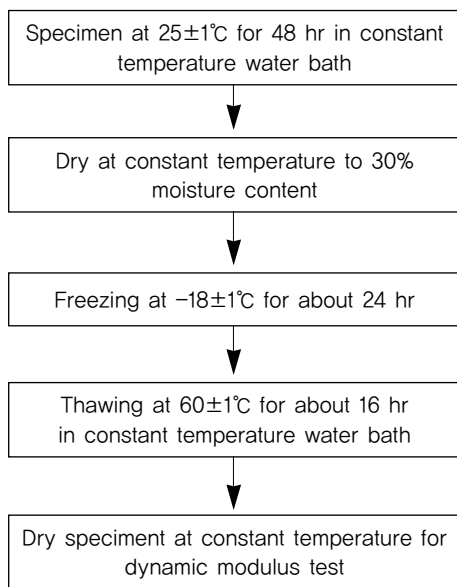 Specimen at 25±1℃ for 48 hr in constant
temperature water bath
Dry at constant temperature to 30%
moisture content
Freezing at –18±1℃ for about 24 hr
Thawing at 60±1℃ for about 16 hr
in constant temperature water bath
Dry speciment at constant temperature for
dynamic modulus test